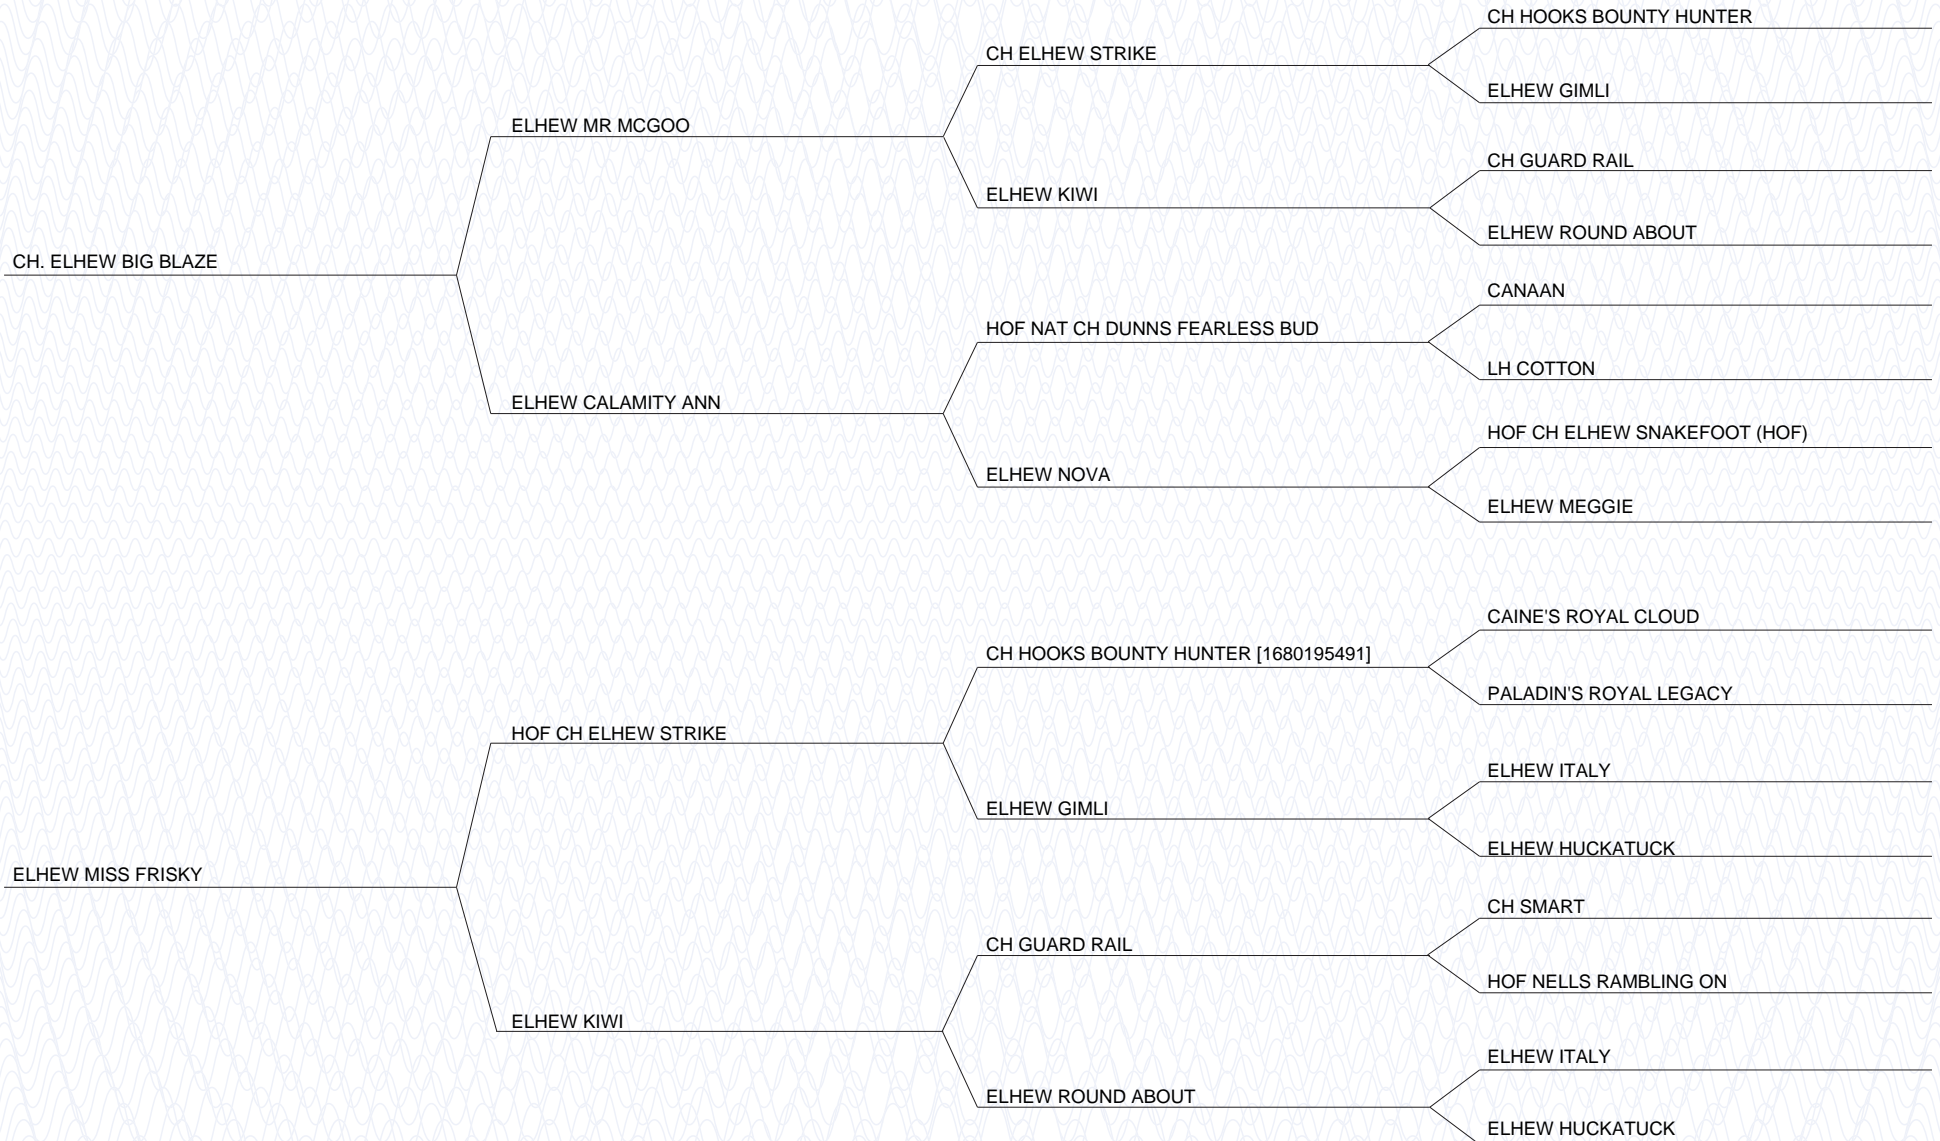 CH HOOKS BOUNTY HUNTER
CH ELHEW STRIKE
ELHEW GIMLI
ELHEW MR MCGOO
CH GUARD RAIL
ELHEW KIWI
ELHEW ROUND ABOUT
CH. ELHEW BIG BLAZE
CANAAN
HOF NAT CH DUNNS FEARLESS BUD
LH COTTON
ELHEW CALAMITY ANN
HOF CH ELHEW SNAKEFOOT (HOF)
ELHEW NOVA
ELHEW MEGGIE
CAINE'S ROYAL CLOUD
CH HOOKS BOUNTY HUNTER [1680195491]
PALADIN'S ROYAL LEGACY
HOF CH ELHEW STRIKE
ELHEW ITALY
ELHEW GIMLI
ELHEW HUCKATUCK
ELHEW MISS FRISKY
CH SMART
CH GUARD RAIL
HOF NELLS RAMBLING ON
ELHEW KIWI
ELHEW ITALY
ELHEW ROUND ABOUT
ELHEW HUCKATUCK